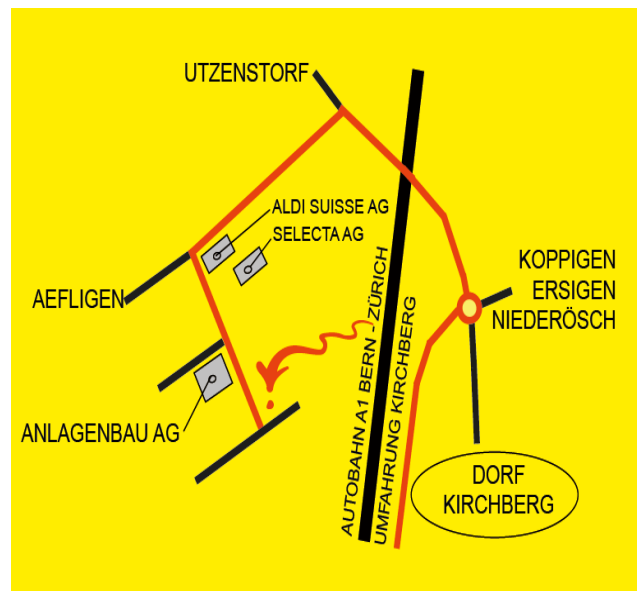 UTZENSTORF
ALDI SUISSE AG
SELECTA AG
KOPPIGEN
ERSIGEN
NIEDERÖSCH
AEFLIGEN
AUTOBAHN A1 BERN - ZÜRICH
UMFAHRUNG KIRCHBERG
ANLAGENBAU AG
DORF
KIRCHBERG